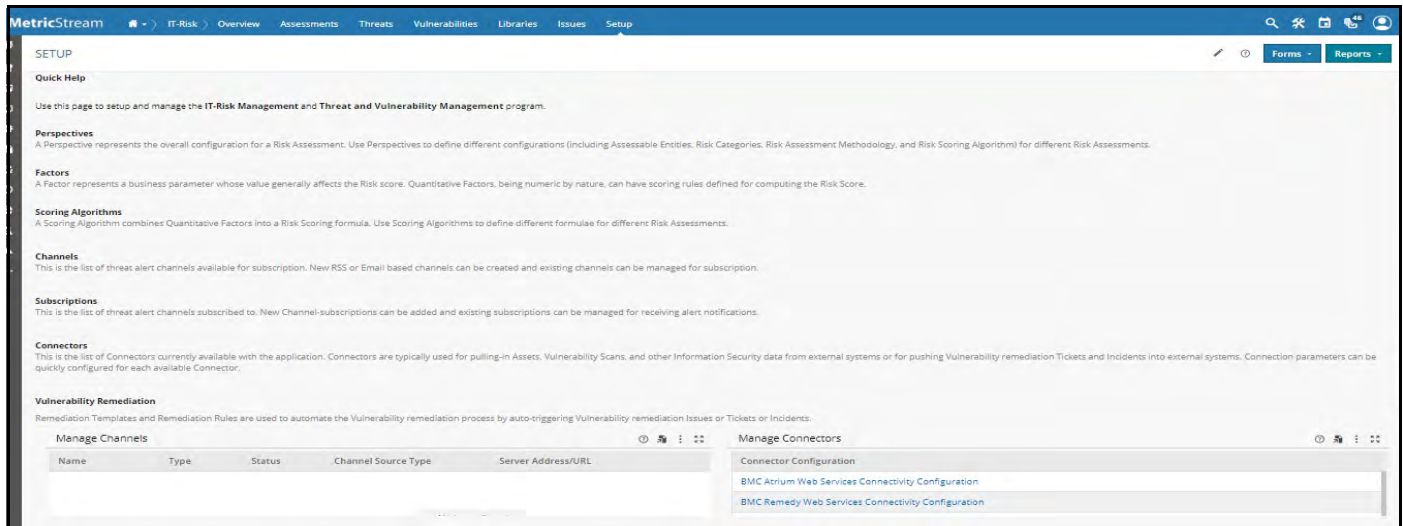 MetricStream IT-Risk Overview Assessments Threats Vulnerabilities Libraries Issues Setup 46
SETUP Forms Reports
Quick Help
Use this page to setup and manage the IT-Risk Management and Threat and Vulnerability Management program.
Perspectives
A Perspective represents the overall configuration for a Risk Assessment. Use Perspectives to define different configurations (including Assessable Entities, Risk Categories, Risk Assessment Methodology, and Risk Scoring Algorithm) for different Risk Assessments.
Factors
A Factor represents a business parameter whose value generally affects the Risk score. Quantitative Factors, being numeric by nature, can have scoring rules defined for computing the Risk Score.
Scoring Algorithms
A Scoring Algorithm combines Quantitative Factors into a Risk Scoring formula. Use Scoring Algorithms to define different formulae for different Risk Assessments.
Channels
This is the list of threat alert channels available for subscription. New RSS or Email based channels can be created and existing channels can be managed for subscription.
Subscriptions
This is the list of threat alert channels subscribed to. New Channel-subscriptions can be added and existing subscriptions can be managed for receiving alert notifications.
Connectors
This is the list of Connectors currently available with the application. Connectors are typically used for pulling-in Assets, Vulnerability Scans, and other Information Security data from external systems or for pushing Vulnerability remediation Tickets and Incidents into external systems. Connection parameters can be
quickly configured for each available Connector.
Vulnerability Remediation
Remediation Templates and Remediation Rules are used to automate the Vulnerability remediation process by auto-triggering Vulnerability remediation Issues or Tickets or Incidents.
Manage Channels
Name Type Status Channel Source Type Server Address/URL
Manage Connectors
Connector Configuration
BMC Atrium Web Services Connectivity Configuration
BMC Remedy Web Services Connectivity Configuration